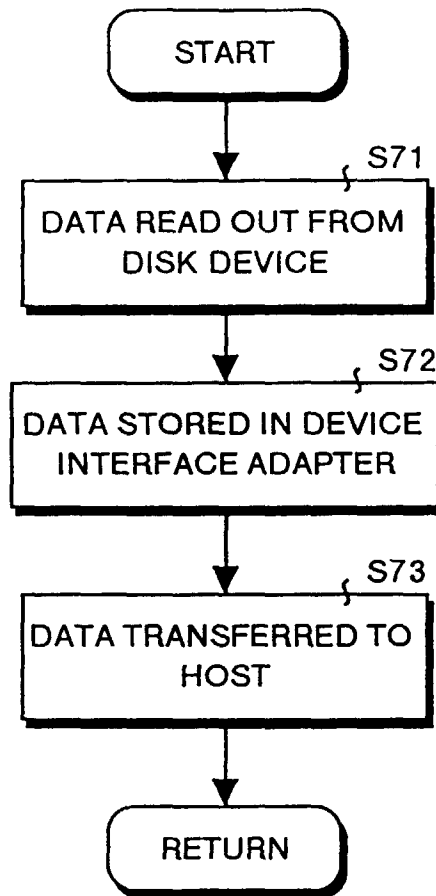 START
S71
DATA READ OUT FROM
DISK DEVICE
S72
DATA STORED IN DEVICE
INTERFACE ADAPTER
S73
DATA TRANSFERRED TO
HOST
RETURN